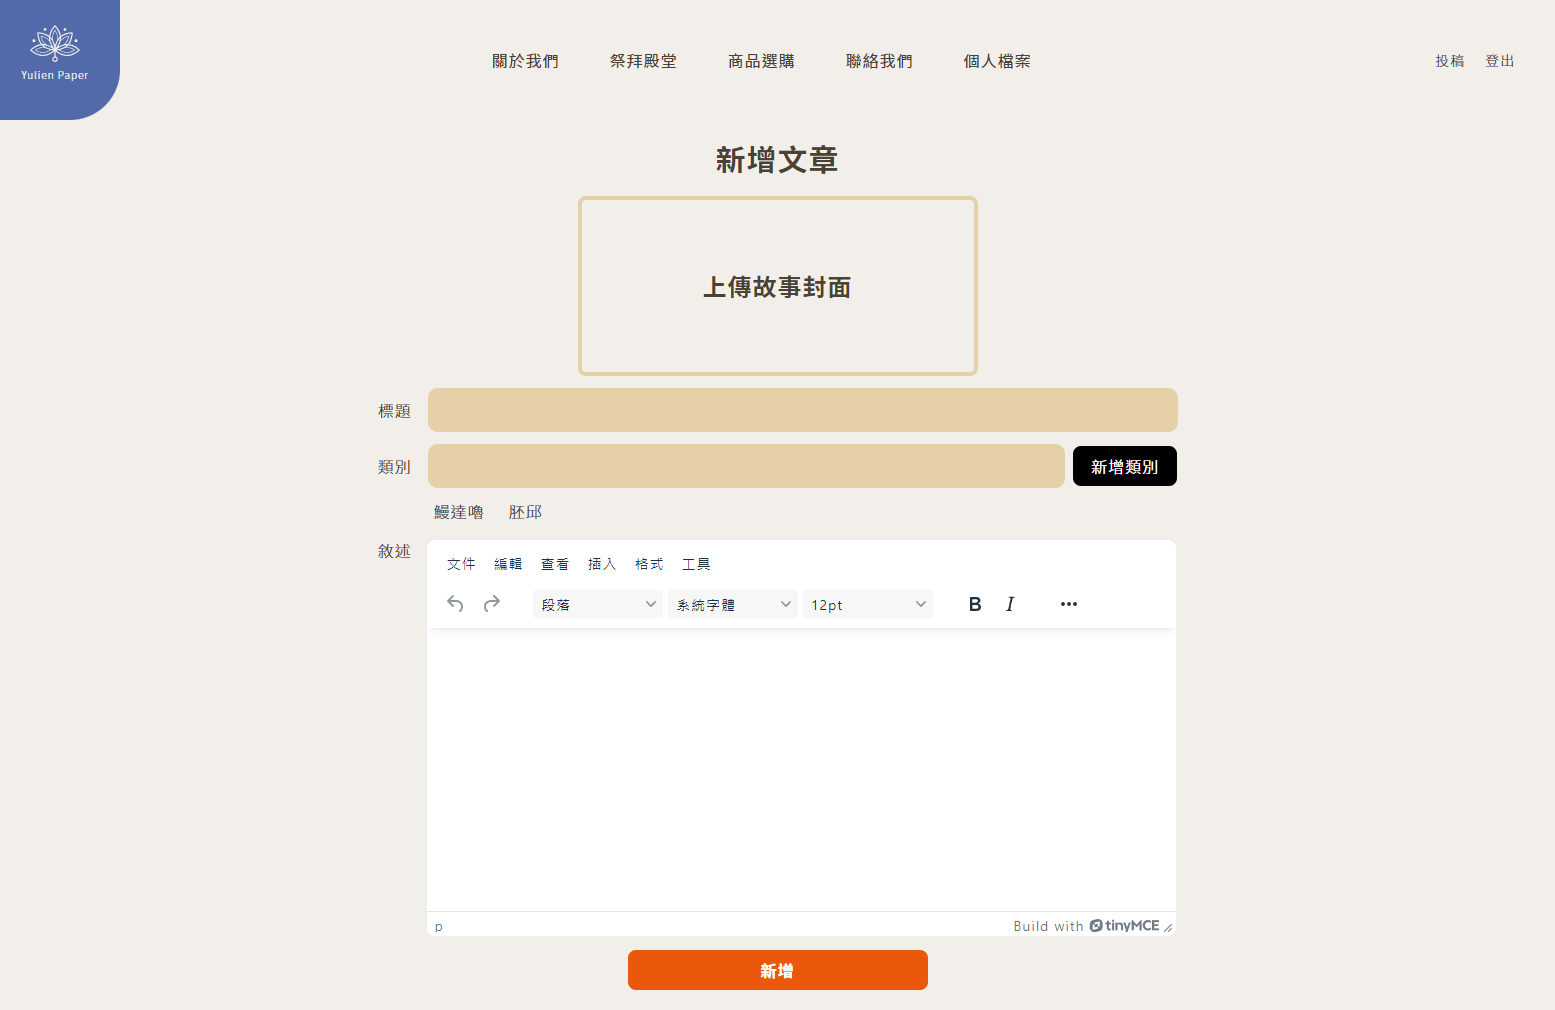 Yulien Paper
關於我們 祭拜殿堂 商品選購 聯絡我們 個人檔案 投稿 登出
新增文章
上傳故事封面
標題
類別 新增類別
鰻達嚕 胚邱
敘述
文件 編輯 查看 插入 格式 工具
段落 系統字體 12pt B I
p Build with tinyMCE
新增